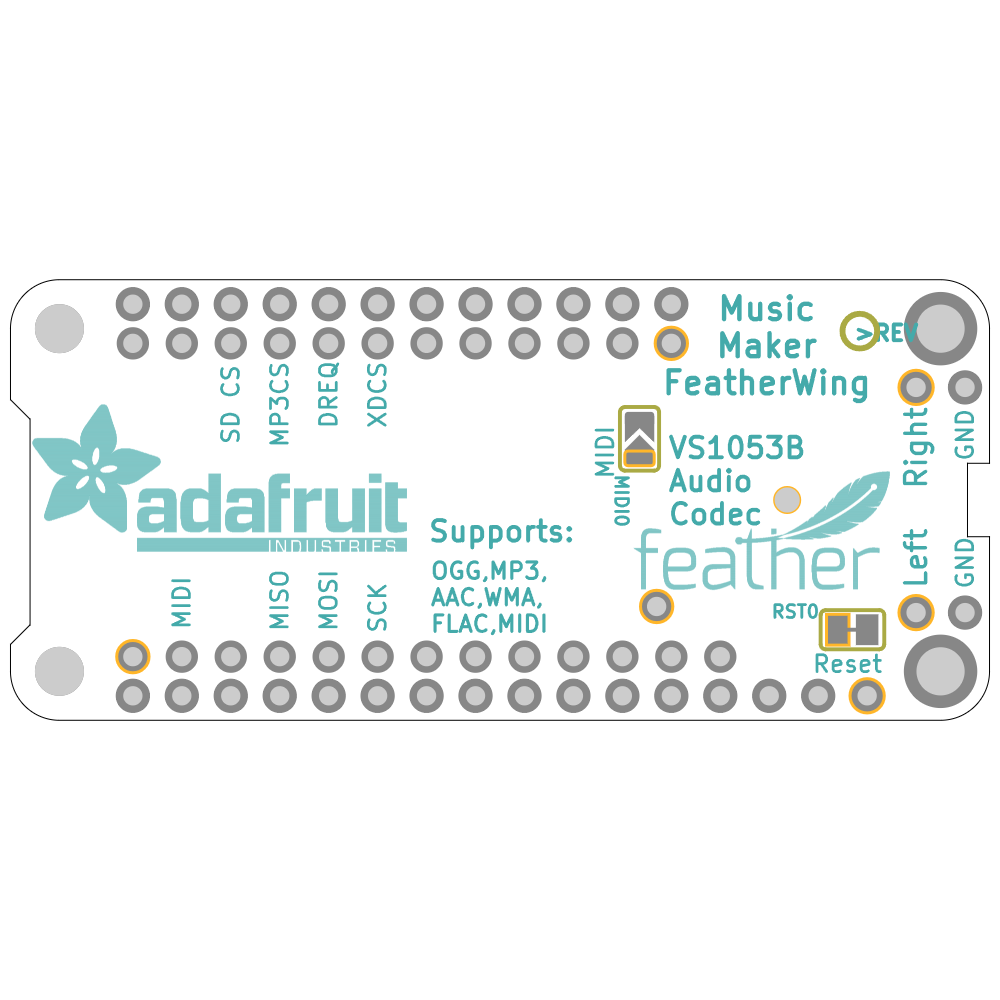 Music
Maker
FeatherWing
>REV
SD CS
MP3CS
DREQ
XDCS
MIDI
MIDIO
VS1053B
Audio
Codec
Right
GND
adafruit
INDUSTRIES
Supports:
OGG,MP3,
AAC,WMA,
FLAC,MIDI
feather
Left
GND
MIDI
MISO
MOSI
SCK
RST0
Reset